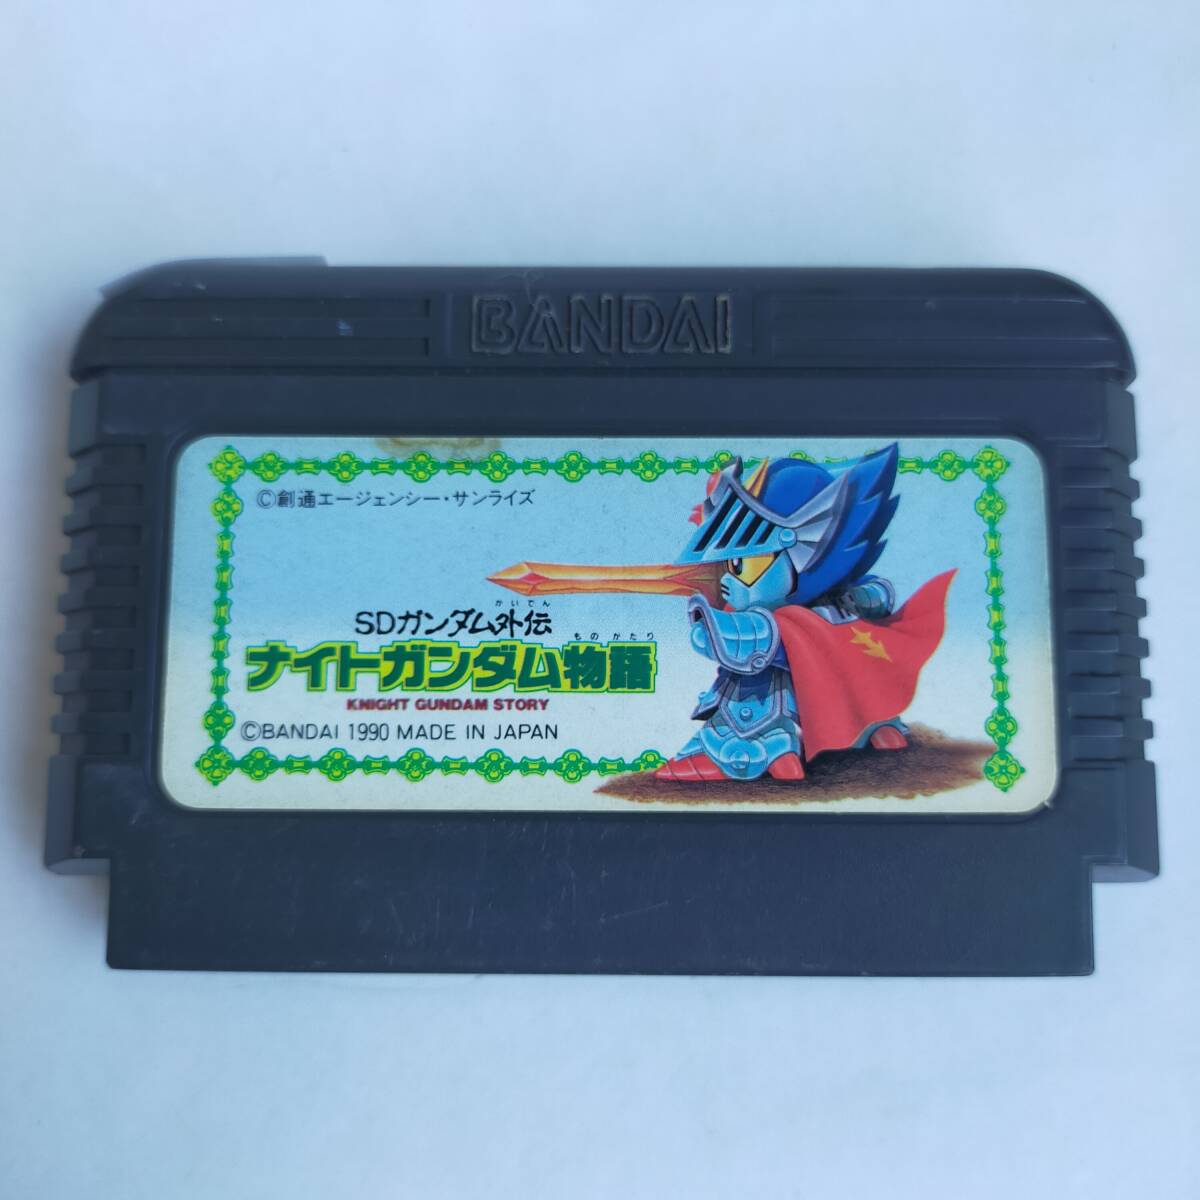 BANDAI
©創通エージェンシー・サンライズ
かいでん
SDガンダム外伝
ものがたり
ナイトガンダム物語
KNIGHT GUNDAM STORY
©BANDAI 1990 MADE IN JAPAN